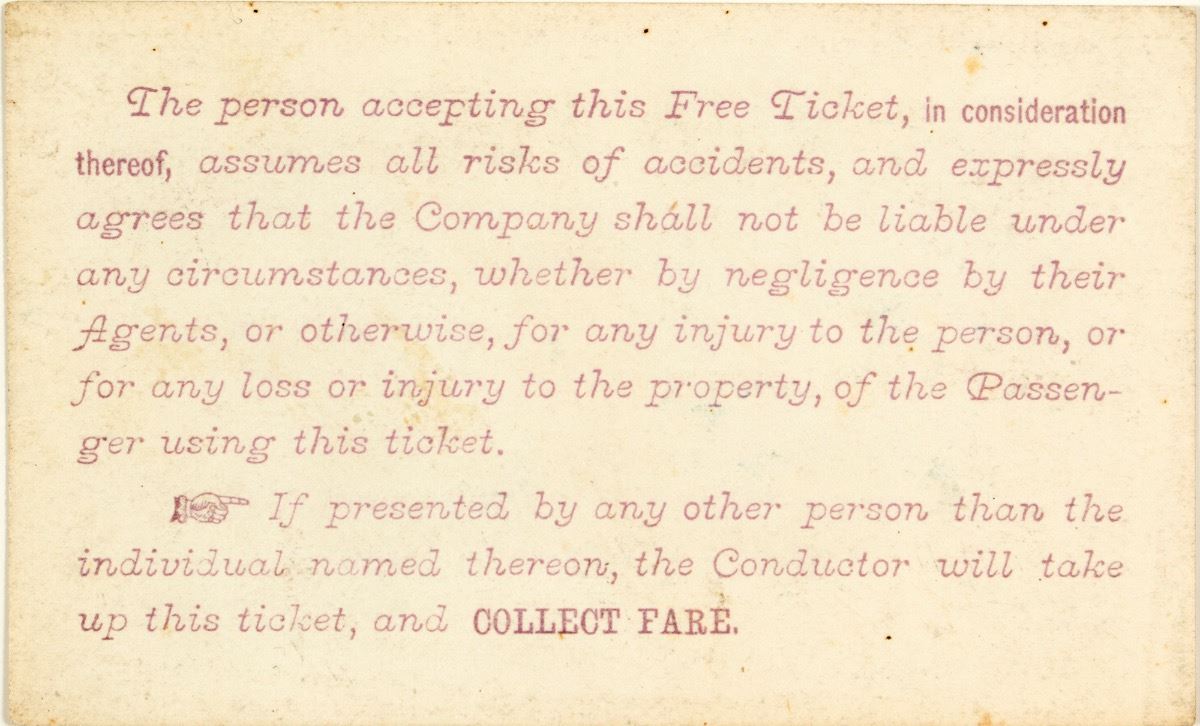 The person accepting this Free Ticket, in consideration
thereof, assumes all risks of accidents, and expressly
agrees that the Company shall not be liable under
any circumstances, whether by negligence by their
Agents, or otherwise, for any injury to the person, or
for any loss or injury to the property, of the Passen-
ger using this ticket.
☞ If presented by any other person than the
individual named thereon, the Conductor will take
up this ticket, and COLLECT FARE.